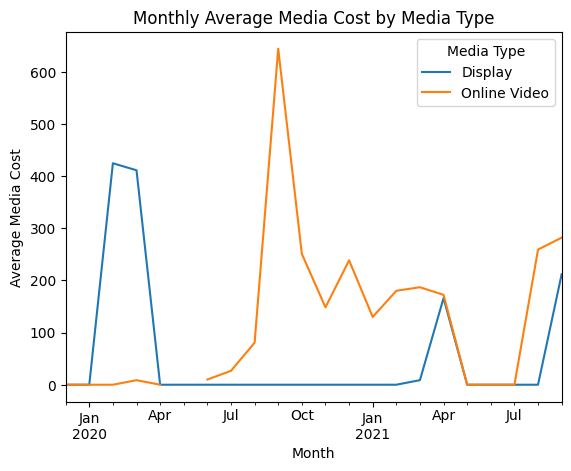 Monthly Average Media Cost by Media Type
Media Type
Display
Online Video
Average Media Cost
600
500
400
300
200
100
0
Jan
2020
Apr
Jul
Oct
Jan
2021
Apr
Jul
Month